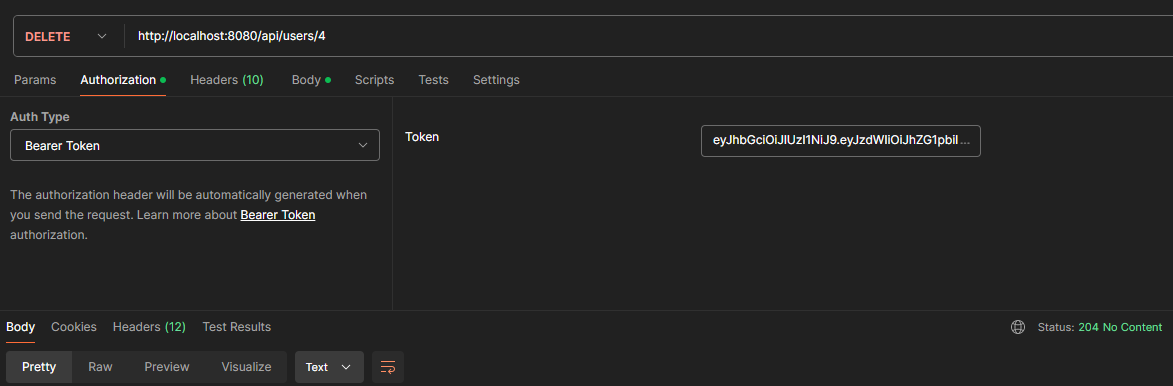 DELETE http://localhost:8080/api/users/4
Params Authorization Headers (10) Body Scripts Tests Settings
Auth Type
Bearer Token
The authorization header will be automatically generated when
you send the request. Learn more about Bearer Token
authorization.
Token eyJhbGciOiJIUzI1NiJ9.eyJzdWIiOiJhZG1pbiI ...
Body Cookies Headers (12) Test Results Status: 204 No Content
Pretty Raw Preview Visualize Text